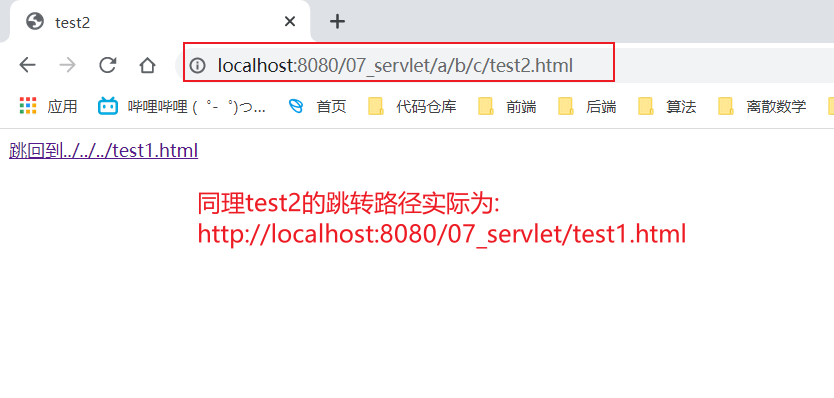 test2
localhost:8080/07_servlet/a/b/c/test2.html
应用 哔哩哔哩 (゜-゜)つ... 首页 代码仓库 前端 后端 算法 离散数学
跳回到../../../test1.html
同理test2的跳转路径实际为:
http://localhost:8080/07_servlet/test1.html